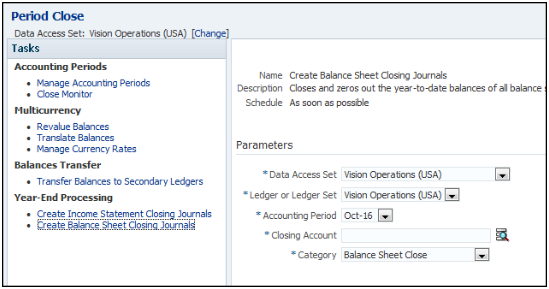 Period Close
Data Access Set: Vision Operations (USA) [Change]
Tasks
Accounting Periods
Manage Accounting Periods
Close Monitor
Multicurrency
Revalue Balances
Translate Balances
Manage Currency Rates
Balances Transfer
Transfer Balances to Secondary Ledgers
Year-End Processing
Create Income Statement Closing Journals
Create Balance Sheet Closing Journals
Name Create Balance Sheet Closing Journals
Description Closes and zeros out the year-to-date balances of all balance
Schedule As soon as possible
Parameters
* Data Access Set Vision Operations (USA)
* Ledger or Ledger Set Vision Operations (USA)
* Accounting Period Oct-16
* Closing Account
* Category Balance Sheet Close